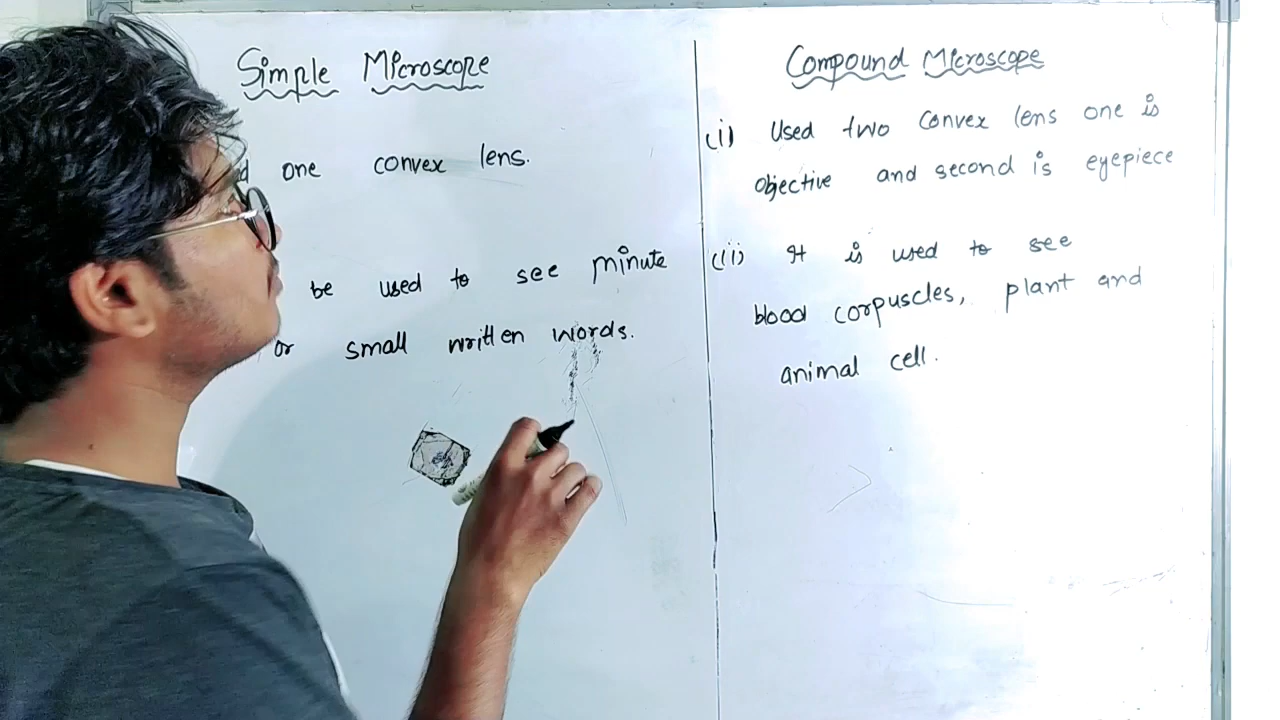 Simple Microscope
one convex lens.
be used to see minute
or small written words.
Compound Microscope
(i) Used two convex lens one is
objective and second is eyepiece
(ii) It is used to see
blood corpuscles, plant and
animal cell.